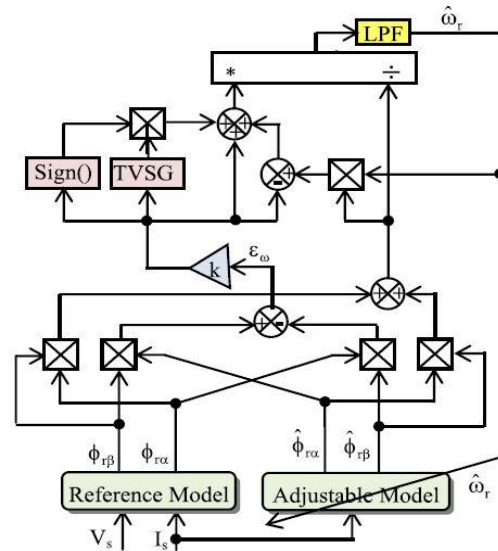 ω̂r
LPF
* ÷
Sign()
TVSG
εω
k
ϕrβ ϕrα ϕ̂rα ϕ̂rβ
Reference Model
Adjustable Model
ω̂r
Vs Is